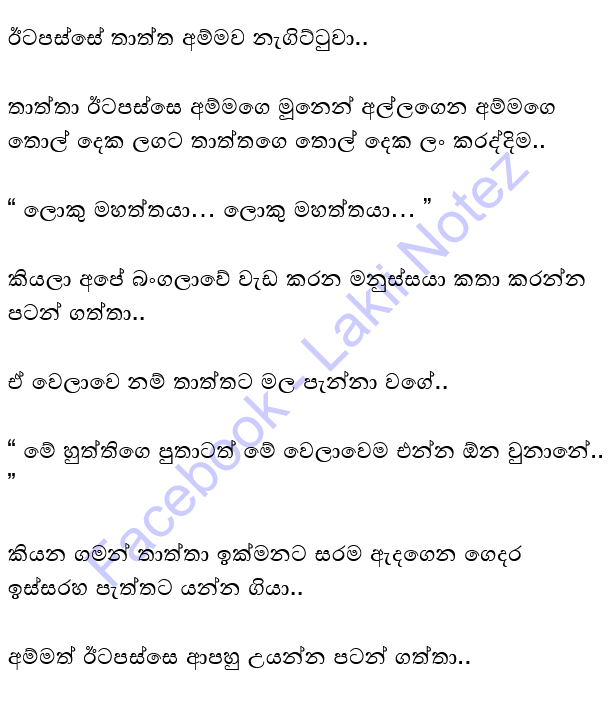 ඊටපස්සේ තාත්ත අම්මව නැගිට්ටුවා..
තාත්තා ඊටපස්සෙ අම්මගෙ මූනෙන් අල්ලගෙන අම්මගෙ
තොල් දෙක ලගට තාත්තගෙ තොල් දෙක ලං කරද්දිම..
“ ලොකු මහත්තයා... ලොකු මහත්තයා... ”
කියලා අපේ බංගලාවේ වැඩ කරන මනුස්සයා කතා කරන්න
පටන් ගත්තා..
ඒ වෙලාවෙ නම් තාත්තට මල පැන්නා වගේ..
“ මේ හුත්තිගෙ පුතාටත් මේ වෙලාවෙම එන්න ඕන වුනානේ..
”
කියන ගමන් තාත්තා ඉක්මනට සරම ඇදගෙන ගෙදර
ඉස්සරහ පැත්තට යන්න ගියා..
අම්මත් ඊටපස්සෙ ආපහු උයන්න පටන් ගත්තා..
Facebook - Lakii Notez